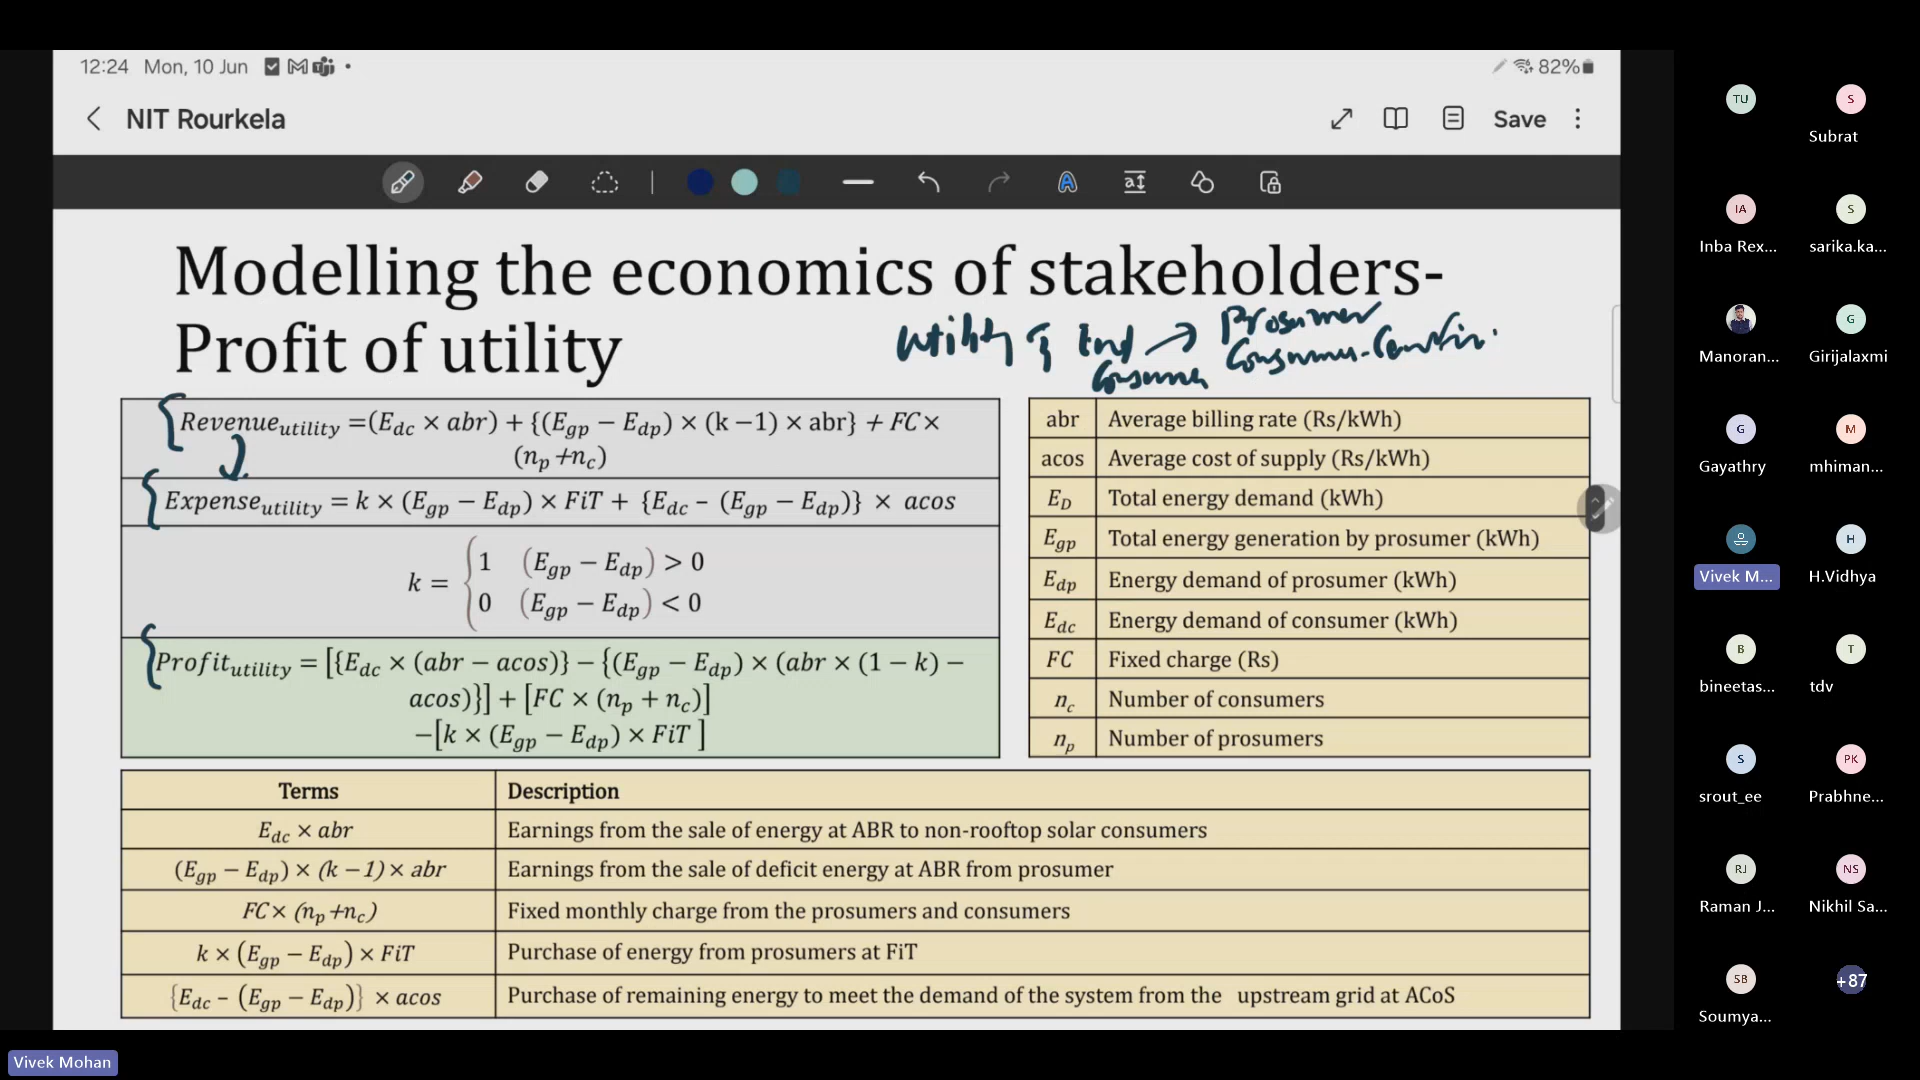 12:24 Mon, 10 Jun
82%
NIT Rourkela
Save
Modelling the economics of stakeholders-
Profit of utility
Utility & End → Prosumer
Consumer
Revenue_utility =(E_dc × abr) + {(E_gp − E_dp) × (k −1) × abr} + FC×
(n_p +n_c)
Expense_utility = k × (E_gp − E_dp) × FiT + {E_dc − (E_gp − E_dp)} × acos
k = { 1 (E_gp − E_dp) > 0
0 (E_gp − E_dp) < 0
Profit_utility = [{E_dc × (abr − acos)} − {(E_gp − E_dp) × (abr × (1 − k) −
acos)}] + [FC × (n_p + n_c)]
−[k × (E_gp − E_dp) × FiT ]
abr Average billing rate (Rs/kWh)
acos Average cost of supply (Rs/kWh)
E_D Total energy demand (kWh)
E_gp Total energy generation by prosumer (kWh)
E_dp Energy demand of prosumer (kWh)
E_dc Energy demand of consumer (kWh)
FC Fixed charge (Rs)
n_c Number of consumers
n_p Number of prosumers
Terms Description
E_dc × abr Earnings from the sale of energy at ABR to non-rooftop solar consumers
(E_gp − E_dp) × (k −1) × abr Earnings from the sale of deficit energy at ABR from prosumer
FC× (n_p +n_c) Fixed monthly charge from the prosumers and consumers
k × (E_gp − E_dp) × FiT Purchase of energy from prosumers at FiT
{E_dc − (E_gp − E_dp)} × acos Purchase of remaining energy to meet the demand of the system from the upstream grid at ACoS
TU S
Subrat
IA S
Inba Rex... sarika.ka...
G
Manoran... Girijalaxmi
G M
Gayathry mhiman...
H
Vivek M... H.Vidhya
B T
bineetas... tdv
S PK
srout_ee Prabhne...
RJ NS
Raman J... Nikhil Sa...
SB +87
Soumya...
Vivek Mohan